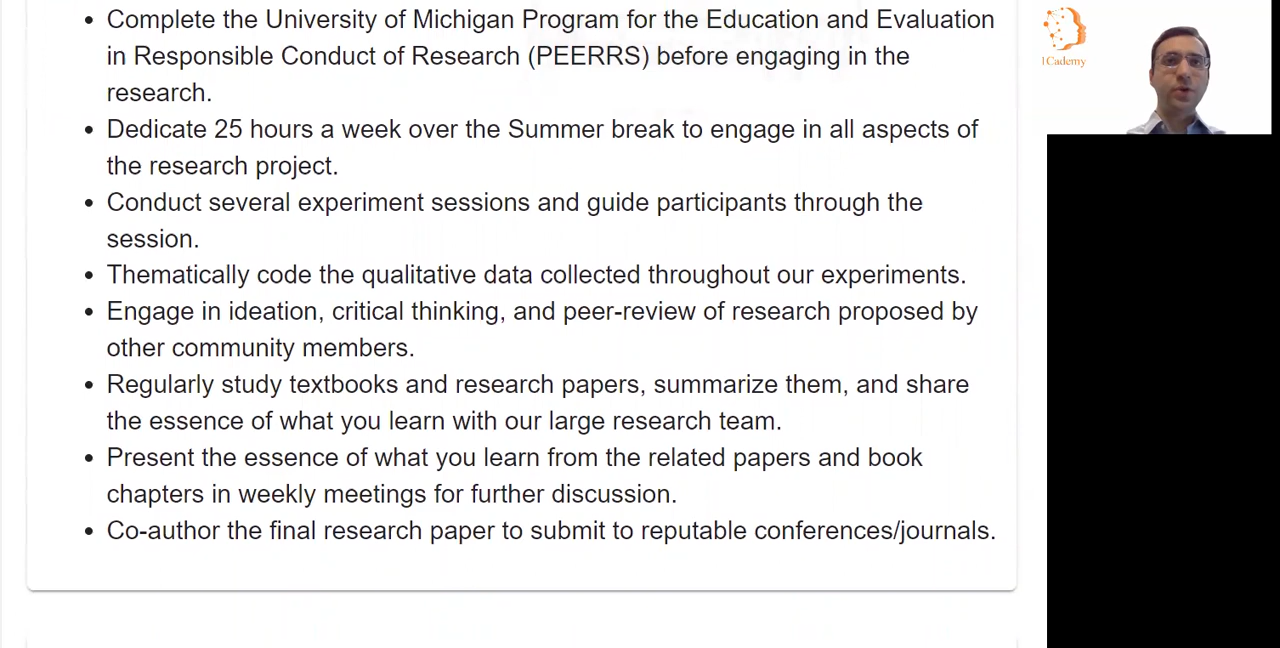 Complete the University of Michigan Program for the Education and Evaluation
in Responsible Conduct of Research (PEERRS) before engaging in the
research.
Dedicate 25 hours a week over the Summer break to engage in all aspects of
the research project.
Conduct several experiment sessions and guide participants through the
session.
Thematically code the qualitative data collected throughout our experiments.
Engage in ideation, critical thinking, and peer-review of research proposed by
other community members.
Regularly study textbooks and research papers, summarize them, and share
the essence of what you learn with our large research team.
Present the essence of what you learn from the related papers and book
chapters in weekly meetings for further discussion.
Co-author the final research paper to submit to reputable conferences/journals.
1Cademy